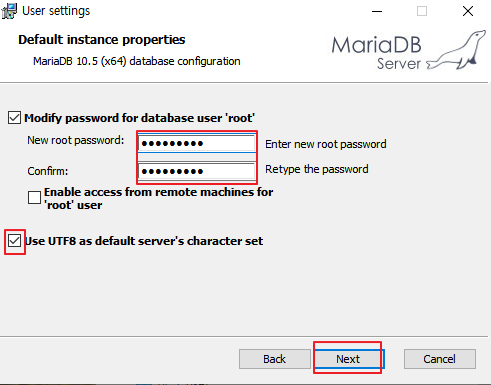 User settings
Default instance properties
MariaDB 10.5 (x64) database configuration
MariaDB
Server
Modify password for database user 'root'
New root password: ●●●●●●●●● Enter new root password
Confirm: ●●●●●●●●● Retype the password
Enable access from remote machines for
'root' user
Use UTF8 as default server's character set
Back Next Cancel